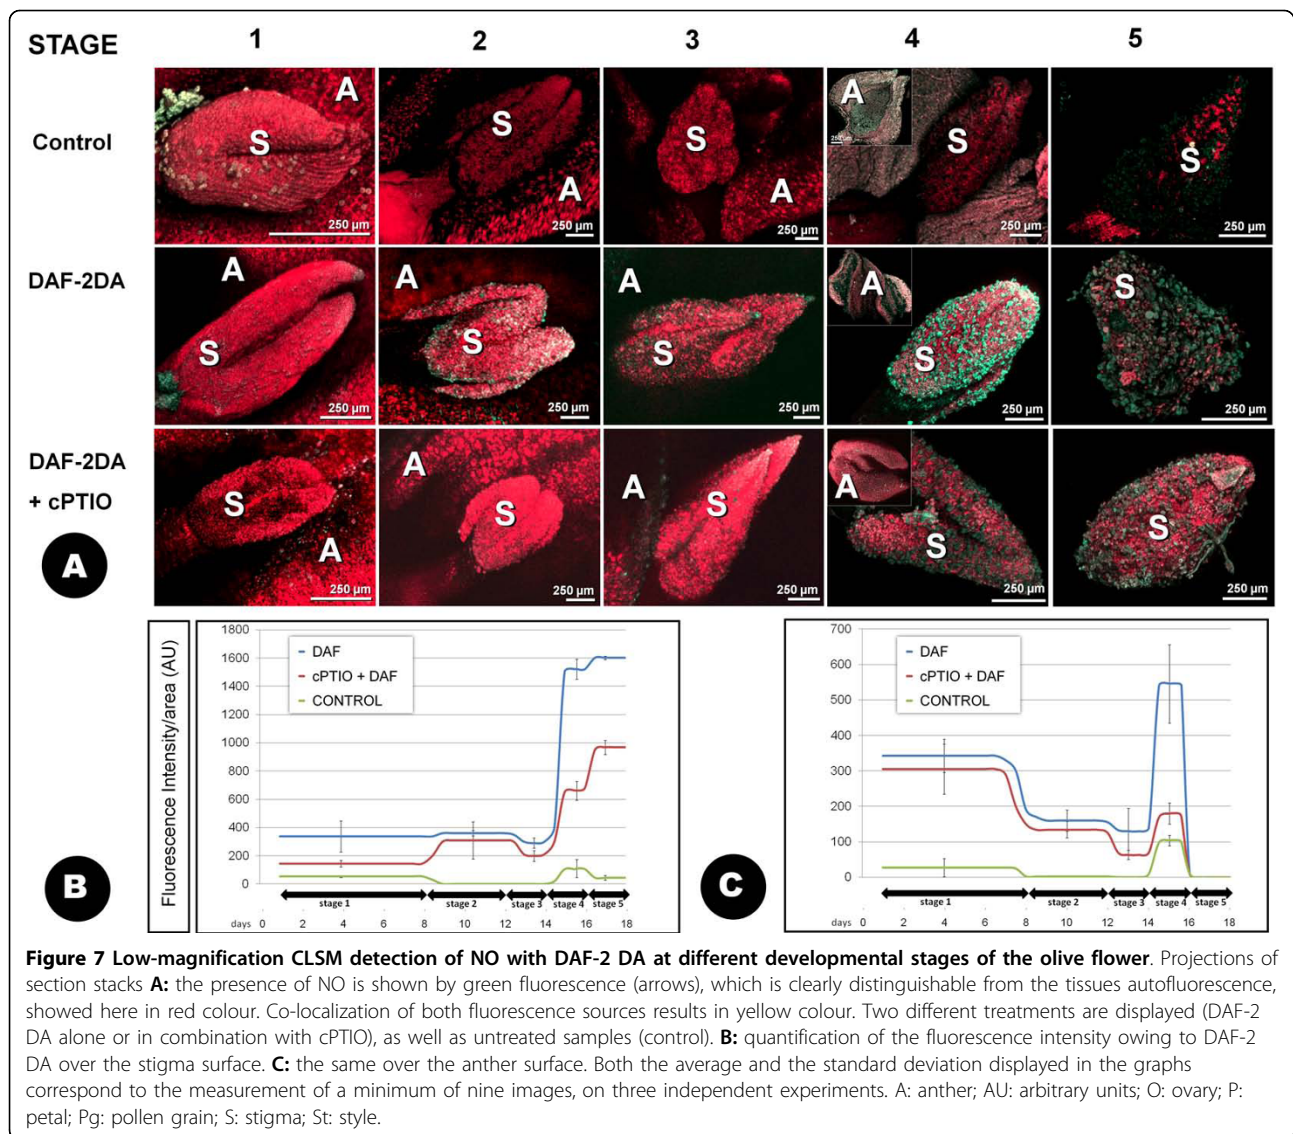 STAGE 1 2 3 4 5
Control
A S
S A
S A
A S
S
250 µm 250 µm 250 µm 250 µm 250 µm 250 µm
DAF-2DA
A S
A S
A S
A S
S
250 µm 250 µm 250 µm 250 µm 250 µm
DAF-2DA
+ cPTIO
S A
A S
A S
A S
S
250 µm 250 µm 250 µm 250 µm
A
Fluorescence Intensity/area (AU)
1800
1600
1400
1200
1000
800
600
400
200
0
DAF
cPTIO + DAF
CONTROL
stage 1 stage 2 stage 3 stage 4 stage 5
days 0 2 4 6 8 10 12 14 16 18
B
700
600
500
400
300
200
100
0
DAF
cPTIO + DAF
CONTROL
stage 1 stage 2 stage 3 stage 4 stage 5
days 0 2 4 6 8 10 12 14 16 18
C
Figure 7 Low-magnification CLSM detection of NO with DAF-2 DA at different developmental stages of the olive flower. Projections of
section stacks A: the presence of NO is shown by green fluorescence (arrows), which is clearly distinguishable from the tissues autofluorescence,
showed here in red colour. Co-localization of both fluorescence sources results in yellow colour. Two different treatments are displayed (DAF-2
DA alone or in combination with cPTIO), as well as untreated samples (control). B: quantification of the fluorescence intensity owing to DAF-2
DA over the stigma surface. C: the same over the anther surface. Both the average and the standard deviation displayed in the graphs
correspond to the measurement of a minimum of nine images, on three independent experiments. A: anther; AU: arbitrary units; O: ovary; P:
petal; Pg: pollen grain; S: stigma; St: style.